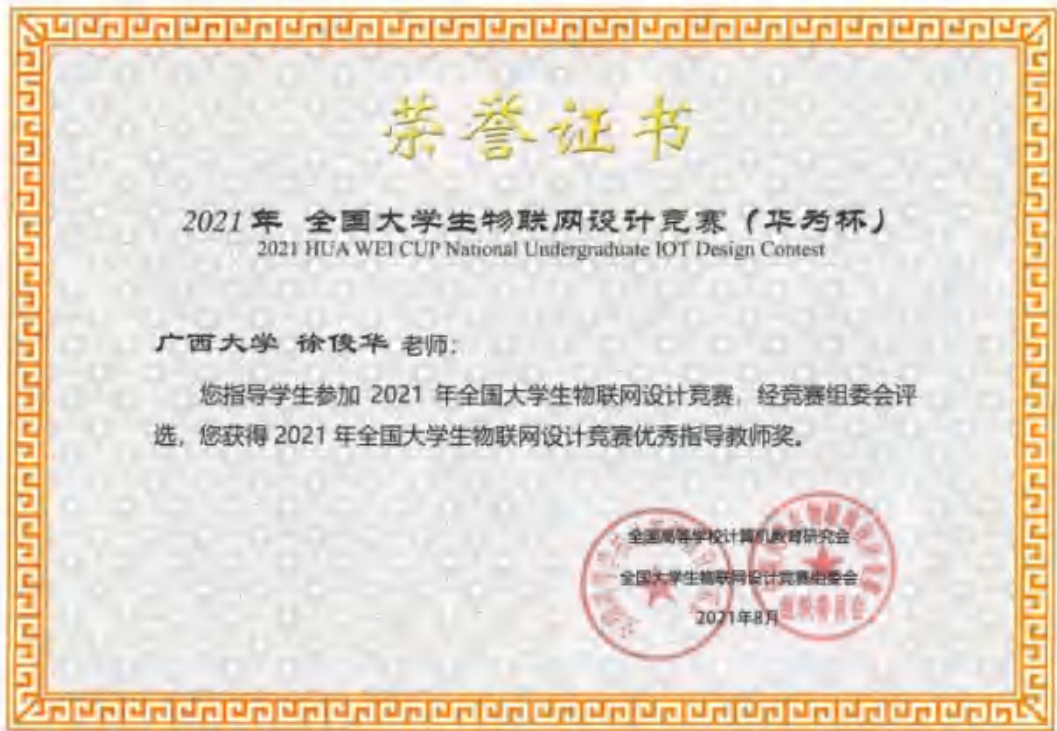 荣誉证书
2021年 全国大学生物联网设计竞赛（华为杯）
2021 HUA WEI CUP National Undergraduate IOT Design Contest
广西大学 徐俊华 老师:
您指导学生参加 2021 年全国大学生物联网设计竞赛，经竞赛组委会评
选，您获得 2021 年全国大学生物联网设计竞赛优秀指导教师奖。
全国高等学校计算机教育研究会
全国大学生物联网设计竞赛组委会
2021年8月
组织委员会